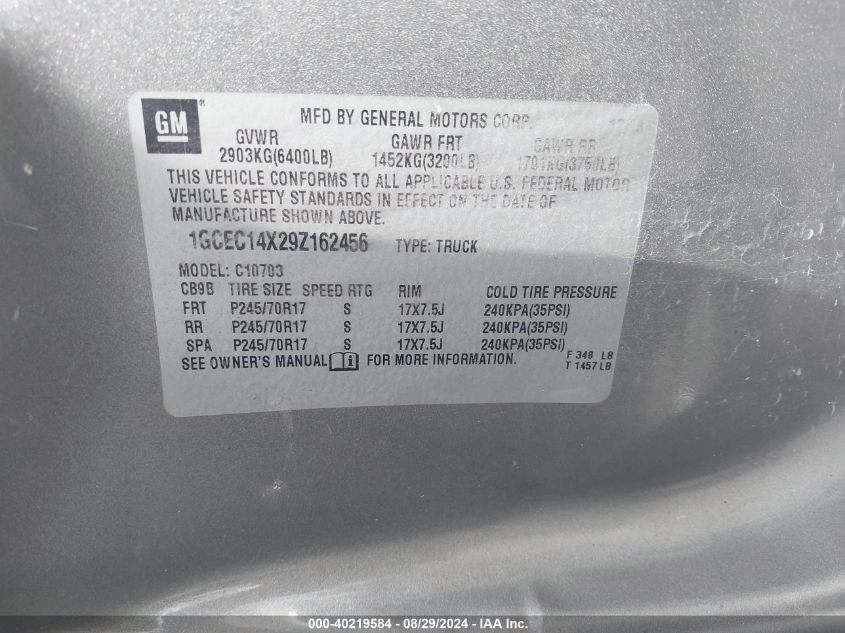 GM ® MFD BY GENERAL MOTORS CORP.
GVWR GAWR FRT GAWR RR
2903KG(6400LB) 1452KG(3200LB) 1701KG(3750LB)
THIS VEHICLE CONFORMS TO ALL APPLICABLE U.S. FEDERAL MOTOR
VEHICLE SAFETY STANDARDS IN EFFECT ON THE DATE OF
MANUFACTURE SHOWN ABOVE.
1GCEC14X29Z162456 TYPE: TRUCK
MODEL: C10703
CB9B TIRE SIZE SPEED RTG RIM COLD TIRE PRESSURE
FRT P245/70R17 S 17X7.5J 240KPA(35PSI)
RR P245/70R17 S 17X7.5J 240KPA(35PSI)
SPA P245/70R17 S 17X7.5J 240KPA(35PSI)
SEE OWNER'S MANUAL i FOR MORE INFORMATION.
F 348 LB
T 1457 LB
000-40219584 - 08/29/2024 - IAA Inc.